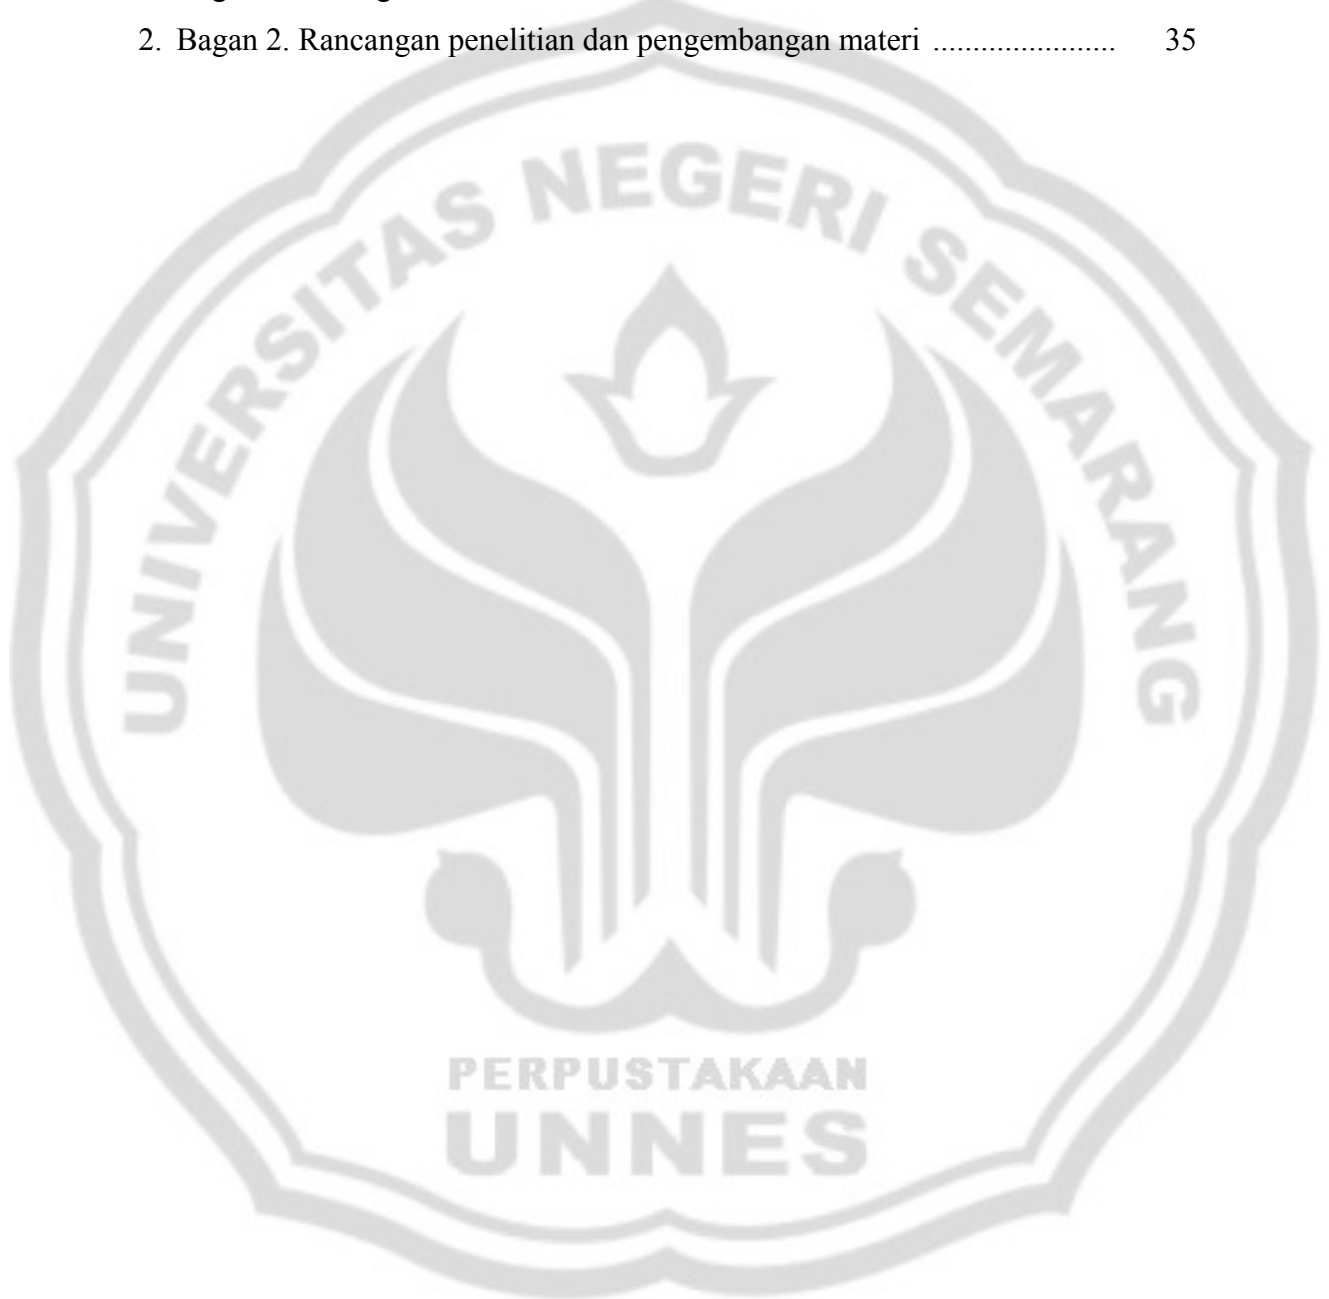 2. Bagan 2. Rancangan penelitian dan pengembangan materi ....................... 35
UNIVERSITAS NEGERI SEMARANG
PERPUSTAKAAN
UNNES